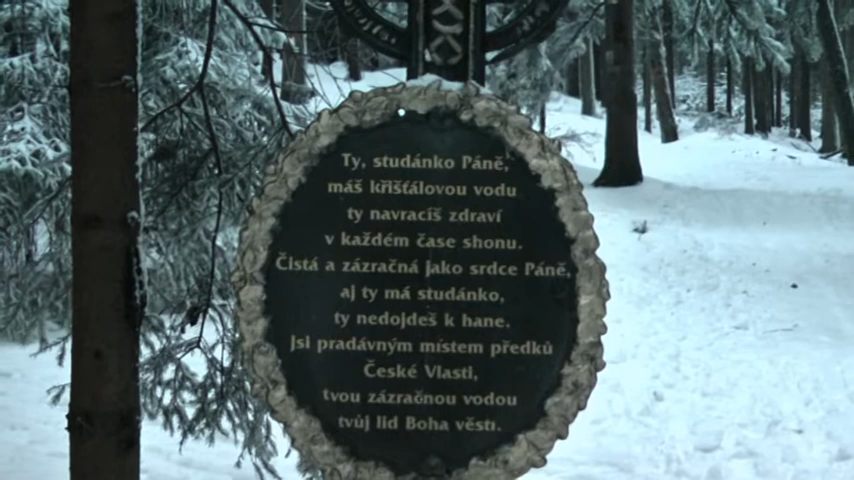 Ty, studánko Páně,
máš křišťálovou vodu
ty navracíš zdraví
v každém čase shonu.
Čistá a zázračná jako srdce Páně,
aj ty má studánko,
ty nedojdeš k hane.
Jsi pradávným místem předků
České Vlasti,
tvou zázračnou vodou
tvůj lid Boha věstí.